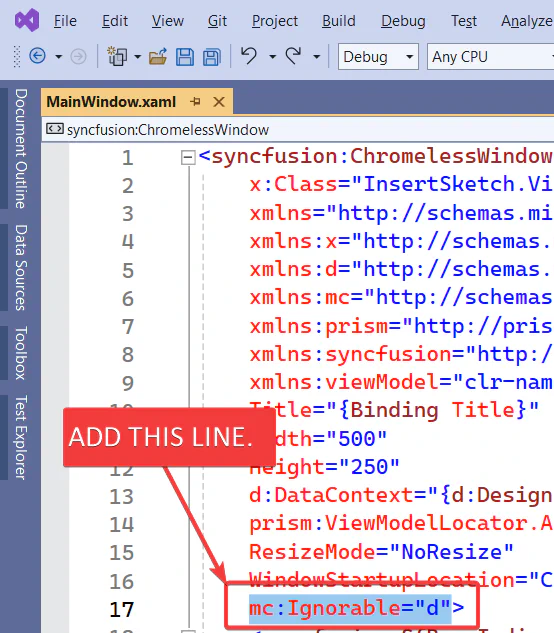 File Edit View Git Project Build Debug Test Analyze
Debug Any CPU
MainWindow.xaml
syncfusion:ChromelessWindow
Document Outline
Data Sources
Toolbox
Test Explorer
1 <syncfusion:ChromelessWindow
2 x:Class="InsertSketch.Vi
3 xmlns="http://schemas.mi
4 xmlns:x="http://schemas.
5 xmlns:d="http://schemas.
6 xmlns:mc="http://schemas
7 xmlns:prism="http://pris
8 xmlns:syncfusion="http:/
9 xmlns:viewModel="clr-nam
Title="{Binding Title}"
ADD THIS LINE.
dth="500"
12 Height="250"
13 d:DataContext="{d:Design
14 prism:ViewModelLocator.A
15 ResizeMode="NoResize"
16 WindowStartupLocation="C
17 mc:Ignorable="d">